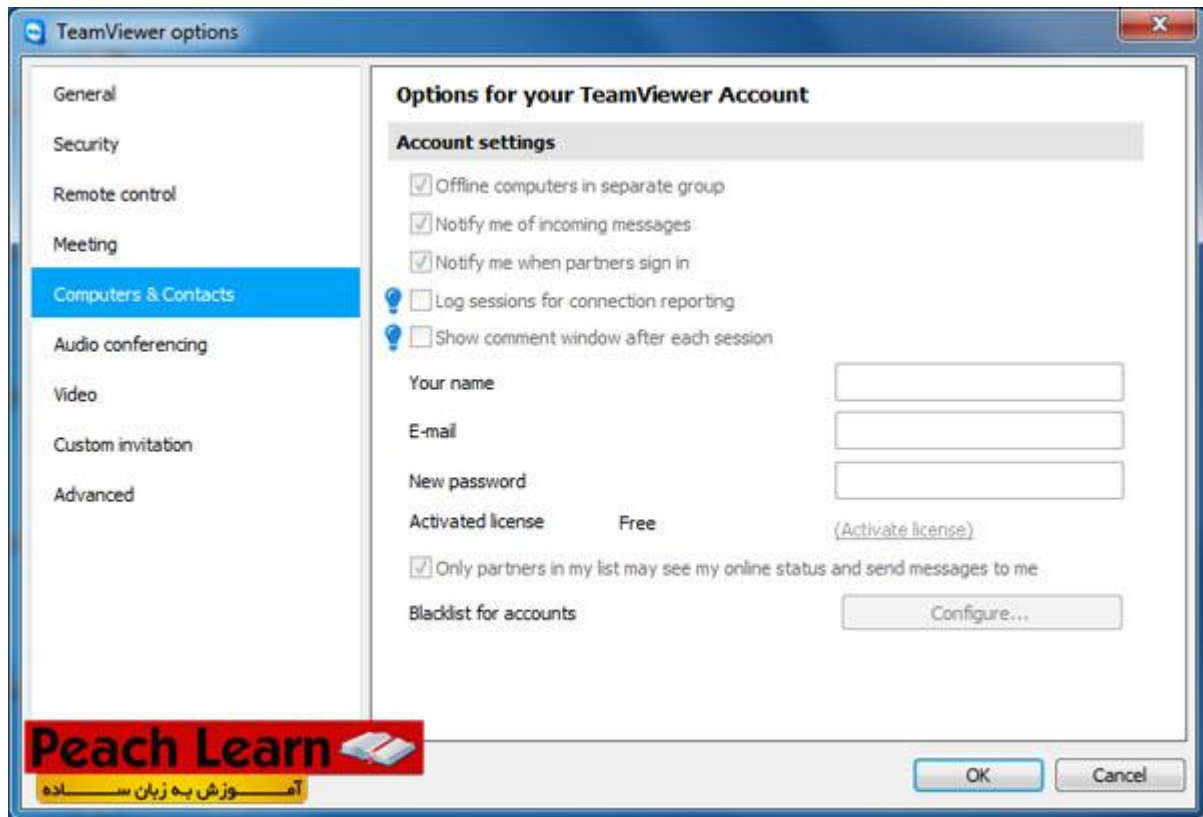 TeamViewer options
General
Security
Remote control
Meeting
Computers & Contacts
Audio conferencing
Video
Custom invitation
Advanced
Options for your TeamViewer Account
Account settings
Offline computers in separate group
Notify me of incoming messages
Notify me when partners sign in
Log sessions for connection reporting
Show comment window after each session
Your name
E-mail
New password
Activated license Free (Activate license)
Only partners in my list may see my online status and send messages to me
Blacklist for accounts Configure...
Peach Learn
آمـــوزش به زبان ســـاده
OK Cancel